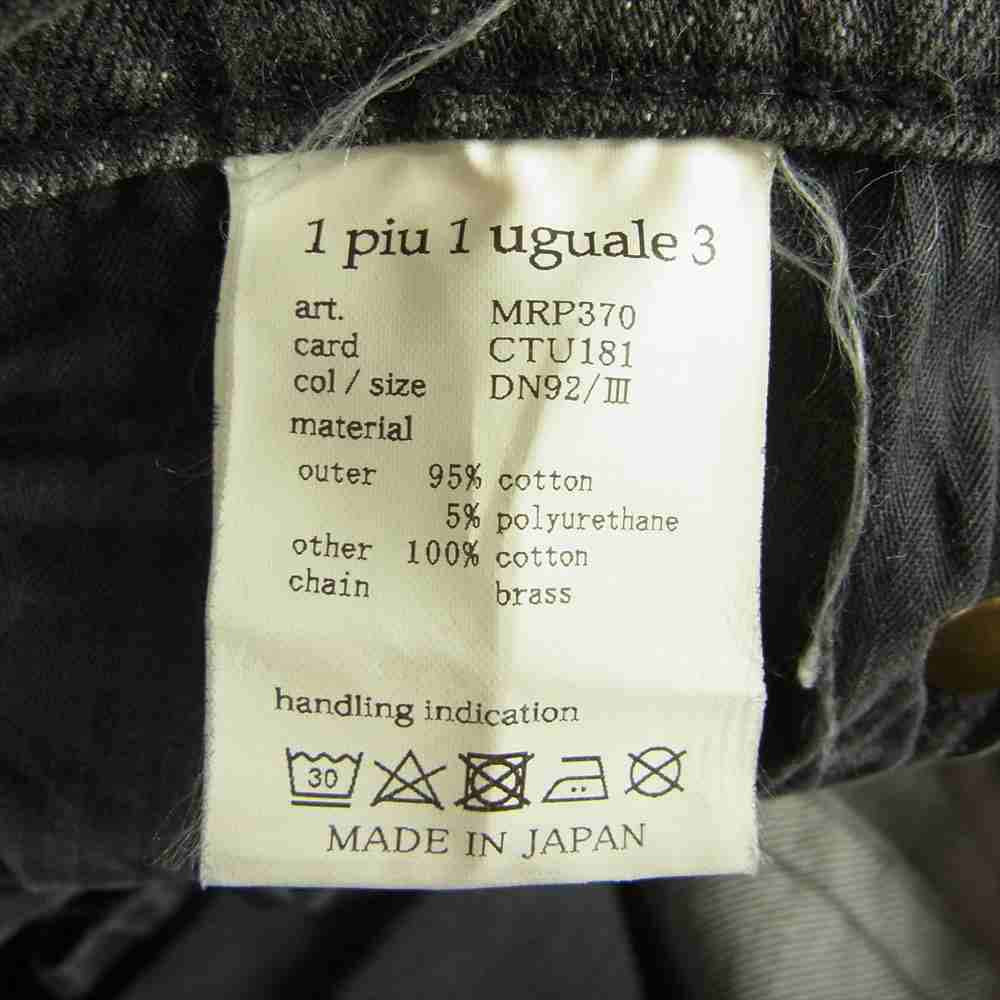 1 piu 1 uguale 3
art. MRP370
card CTU181
col / size DN92/Ⅲ
material
outer 95% cotton
5% polyurethane
other 100% cotton
chain brass
handling indication
30
MADE IN JAPAN